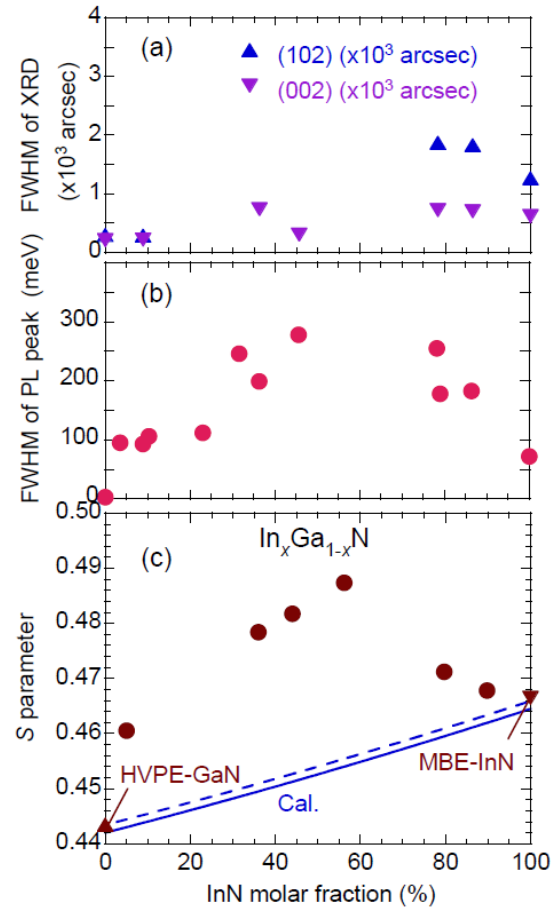 4
(a)
▲ (102) (x10³ arcsec)
▼ (002) (x10³ arcsec)
3
2
1
0
FWHM of XRD
(x10³ arcsec)
(b)
300
200
100
0
FWHM of PL peak (meV)
0.50
(c)
InₓGa₁₋ₓN
0.49
0.48
0.47
0.46
0.45
0.44
S parameter
MBE-InN
HVPE-GaN
Cal.
0 20 40 60 80 100
InN molar fraction (%)